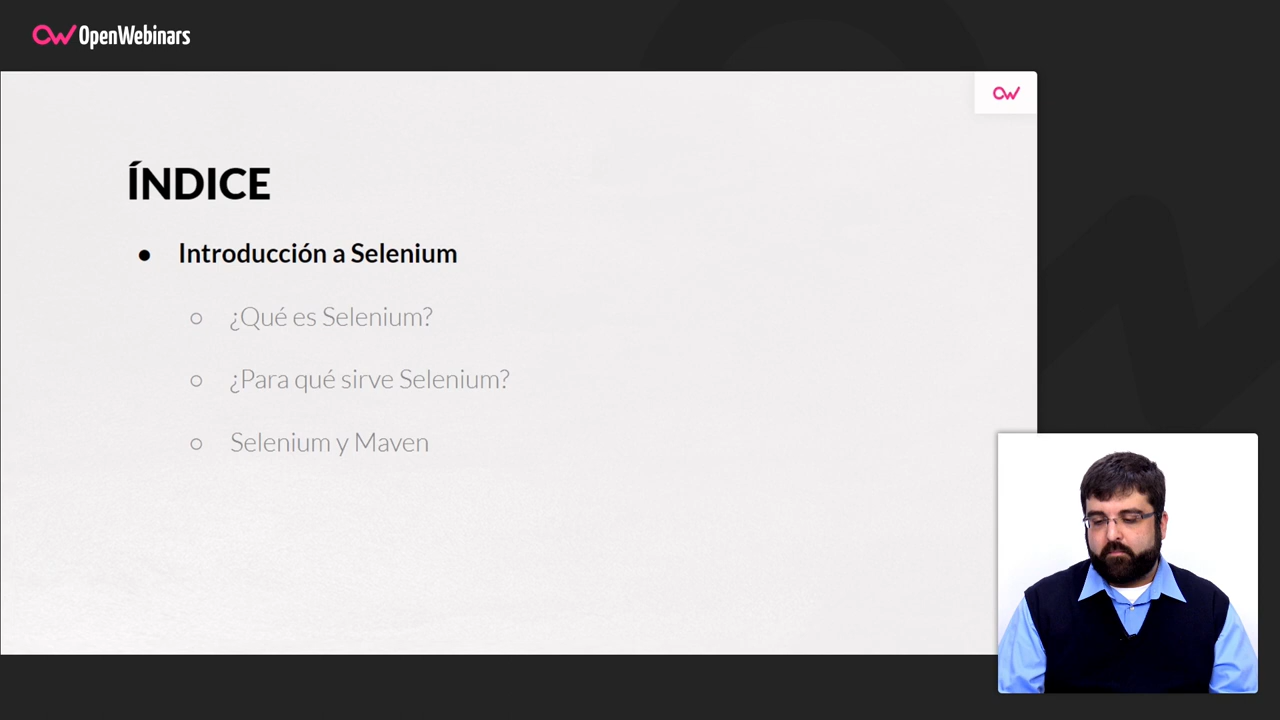 OpenWebinars
ÍNDICE
● Introducción a Selenium
○ ¿Qué es Selenium?
○ ¿Para qué sirve Selenium?
○ Selenium y Maven